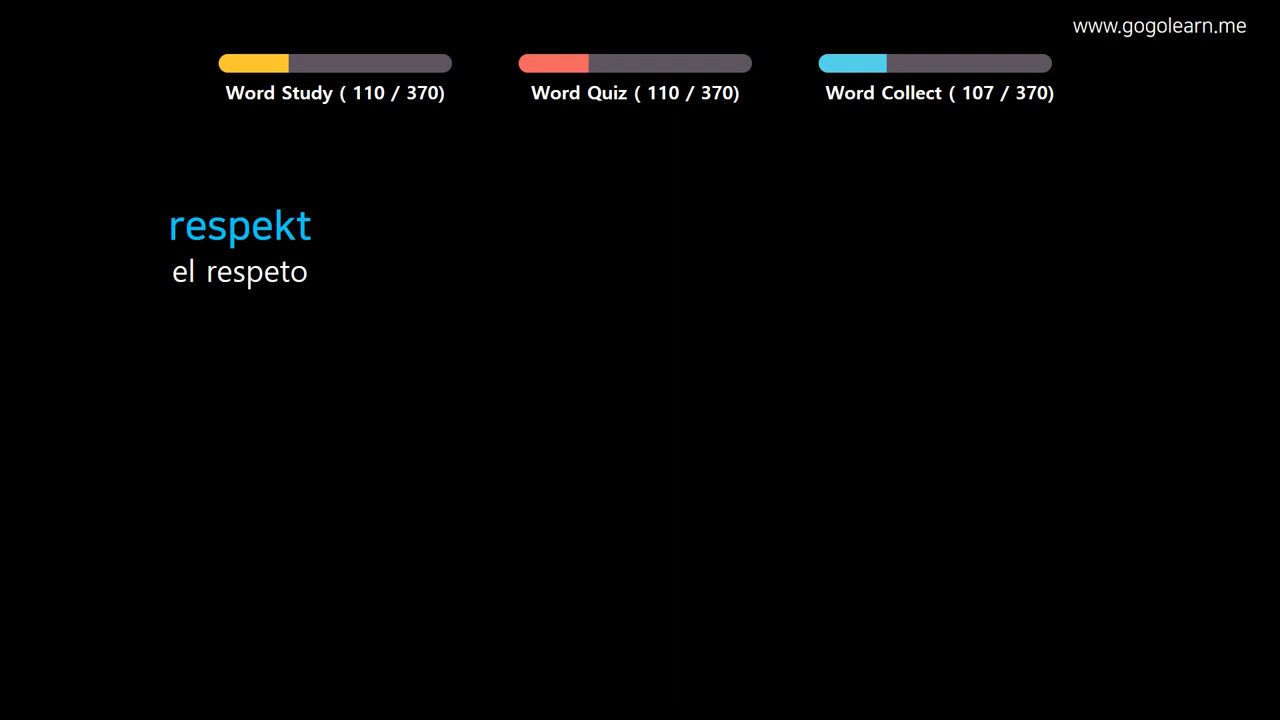 www.gogolearn.me
Word Study ( 110 / 370)
Word Quiz ( 110 / 370)
Word Collect ( 107 / 370)
respekt
el respeto